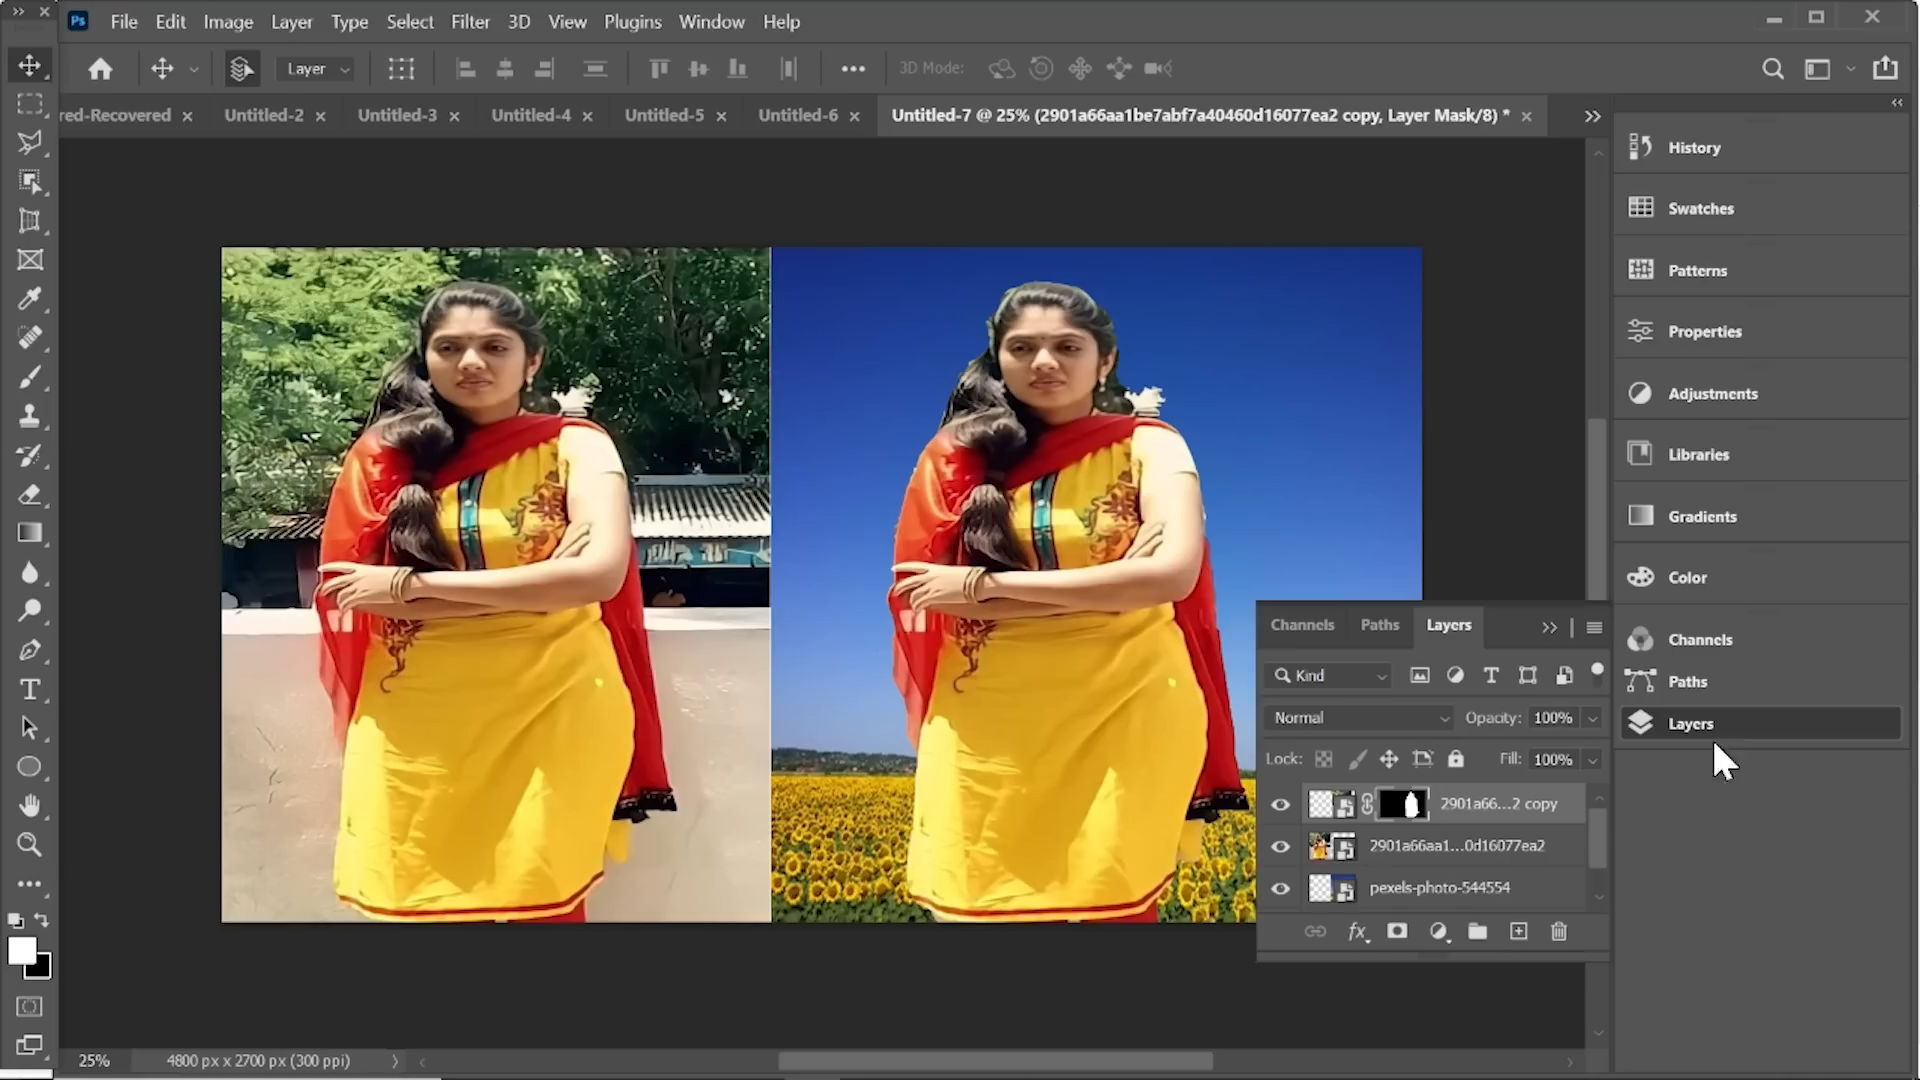 Ps File Edit Image Layer Type Select Filter 3D View Plugins Window Help
Layer 3D Mode:
red-Recovered × Untitled-2 × Untitled-3 × Untitled-4 × Untitled-5 × Untitled-6 × Untitled-7 @ 25% (2901a66aa1be7abf7a40460d16077ea2 copy, Layer Mask/8) * ×
History
Swatches
Patterns
Properties
Adjustments
Libraries
Gradients
Color
Channels
Paths
Layers
Channels Paths Layers
Kind
Normal Opacity: 100%
Lock: Fill: 100%
2901a66...2 copy
2901a66aa1...0d16077ea2
pexels-photo-544554
fx
25% 4800 px x 2700 px (300 ppi)